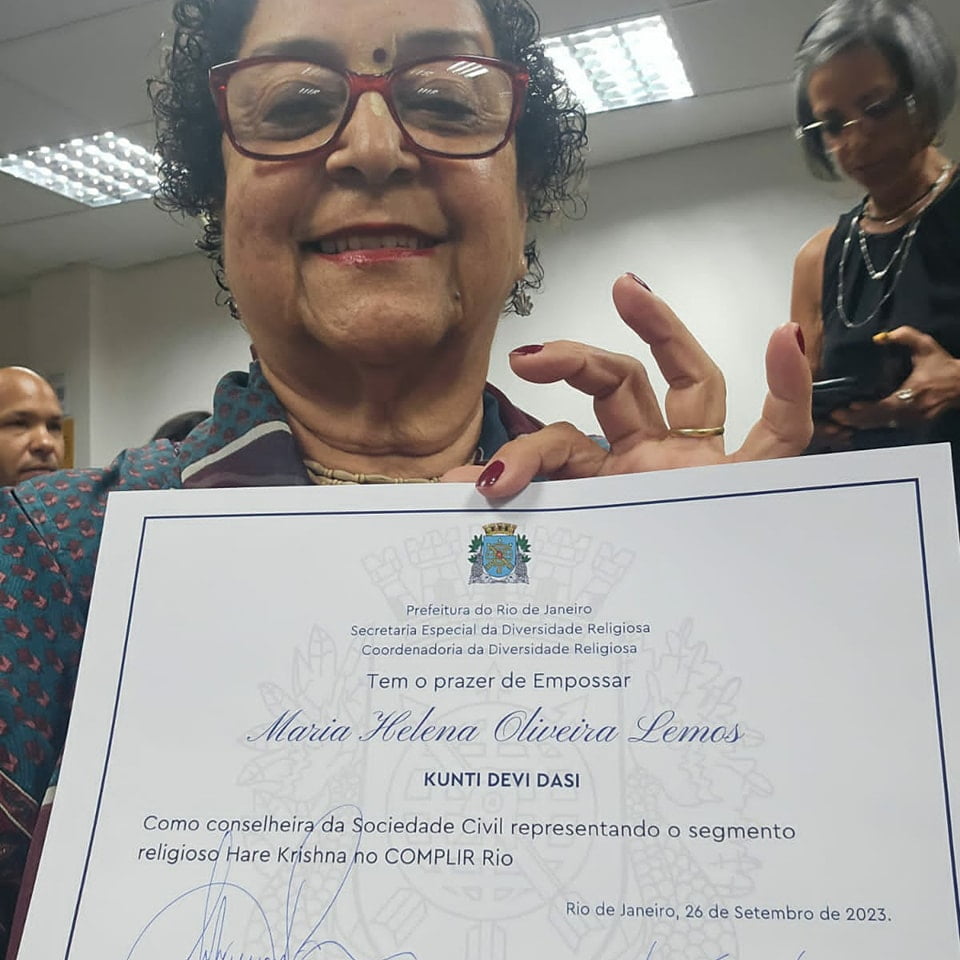 Prefeitura do Rio de Janeiro
Secretaria Especial da Diversidade Religiosa
Coordenadoria da Diversidade Religiosa
Tem o prazer de Empossar
Maria Helena Oliveira Lemos
KUNTI DEVI DASI
Como conselheira da Sociedade Civil representando o segmento
religioso Hare Krishna no COMPLIR Rio
Rio de Janeiro, 26 de Setembro de 2023.